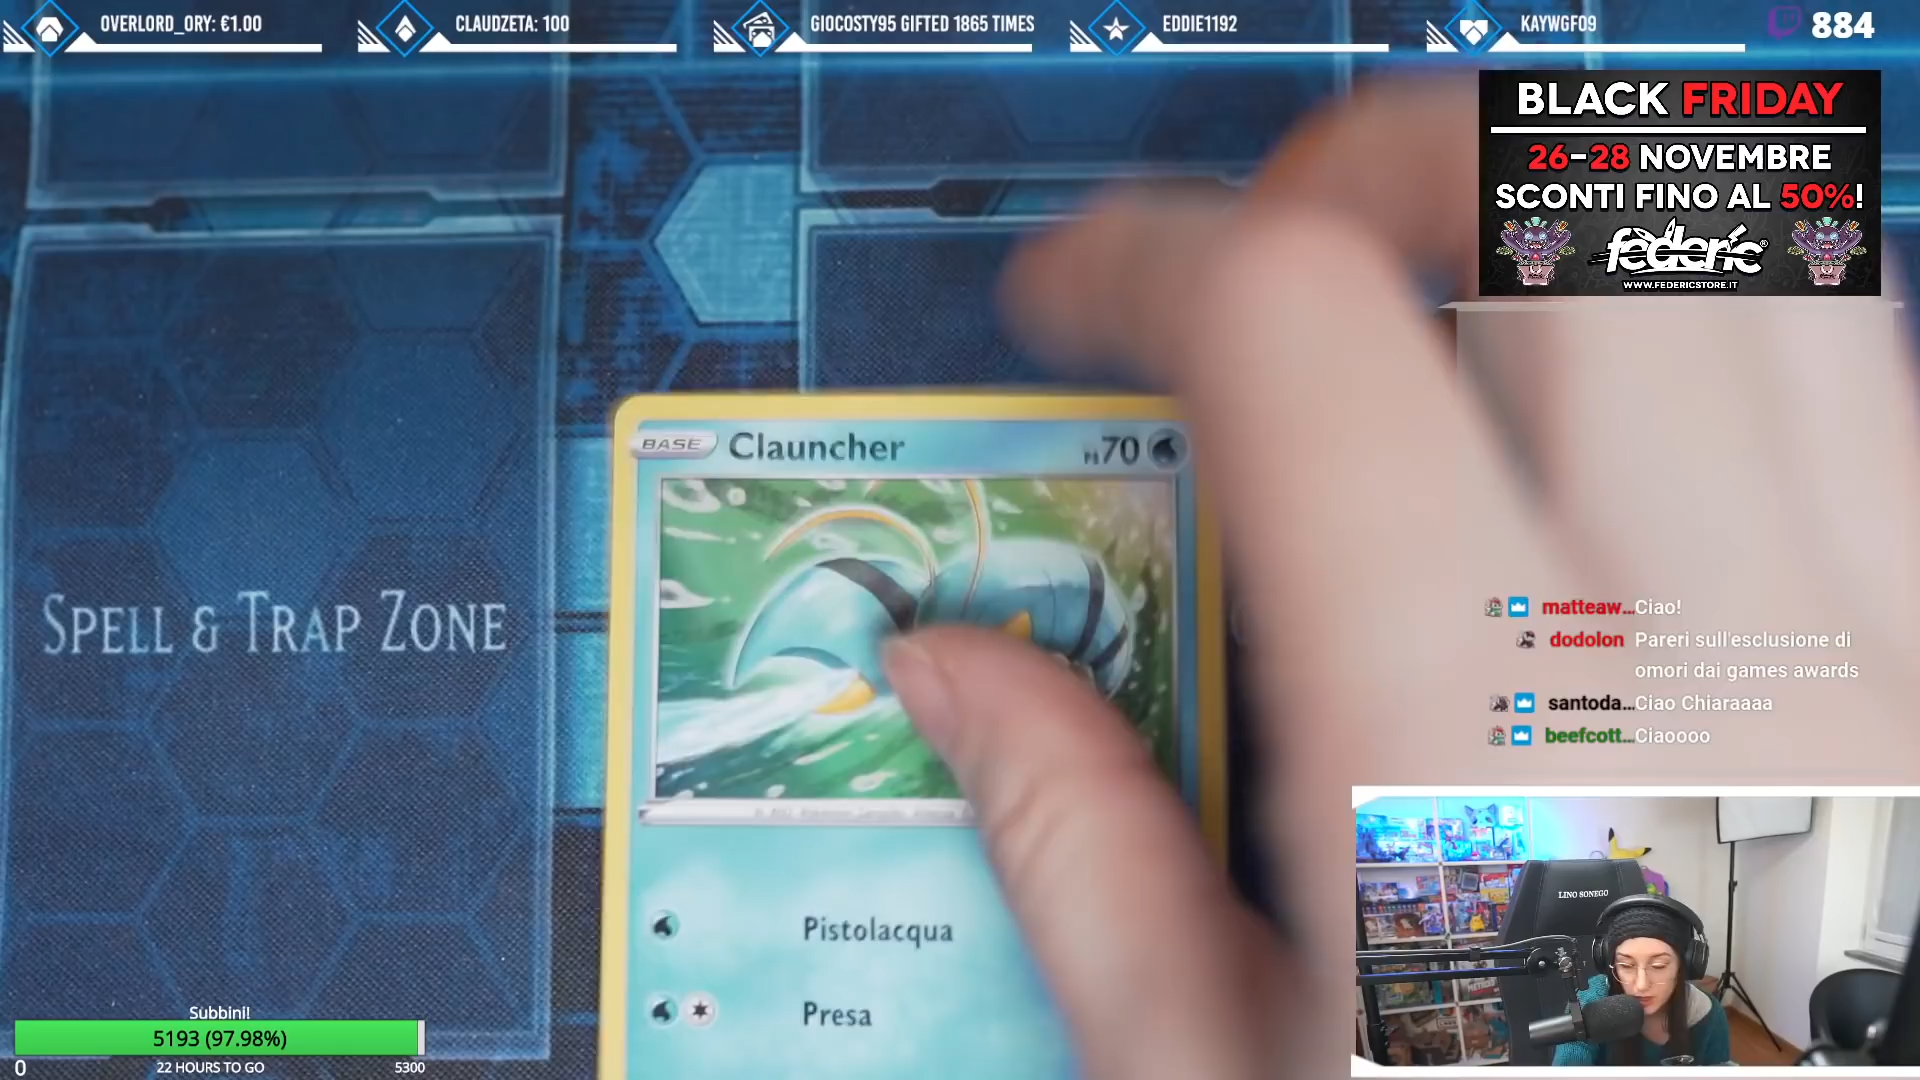 OVERLORD_ORY: €1.00
CLAUDZETA: 100
GIOCOSTY95 GIFTED 1865 TIMES
EDDIE1192
KAYWGF09
884
BLACK FRIDAY
26-28 NOVEMBRE
SCONTI FINO AL 50%!
federic®
WWW.FEDERICSTORE.IT
BASE Clauncher
70
SPELL & TRAP ZONE
Pistolacqua
Presa
matteaw...Ciao!
dodolon Pareri sull'esclusione di
omori dai games awards
santoda...Ciao Chiaraaaa
beefcott...Ciaoooo
LINO SONEGO
Subbini!
5193 (97.98%)
0 22 HOURS TO GO 5300